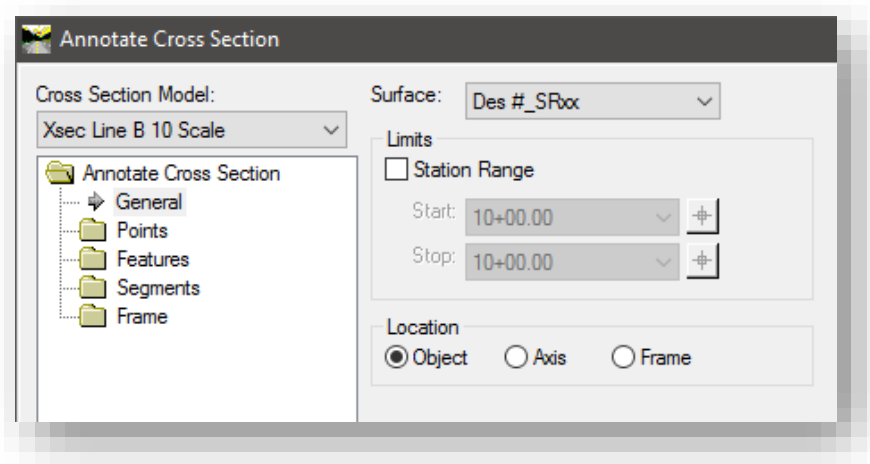 Annotate Cross Section
Cross Section Model:
Xsec Line B 10 Scale
Annotate Cross Section
General
Points
Features
Segments
Frame
Surface: Des #_SRxx
Limits
Station Range
Start: 10+00.00
Stop: 10+00.00
Location
Object Axis Frame